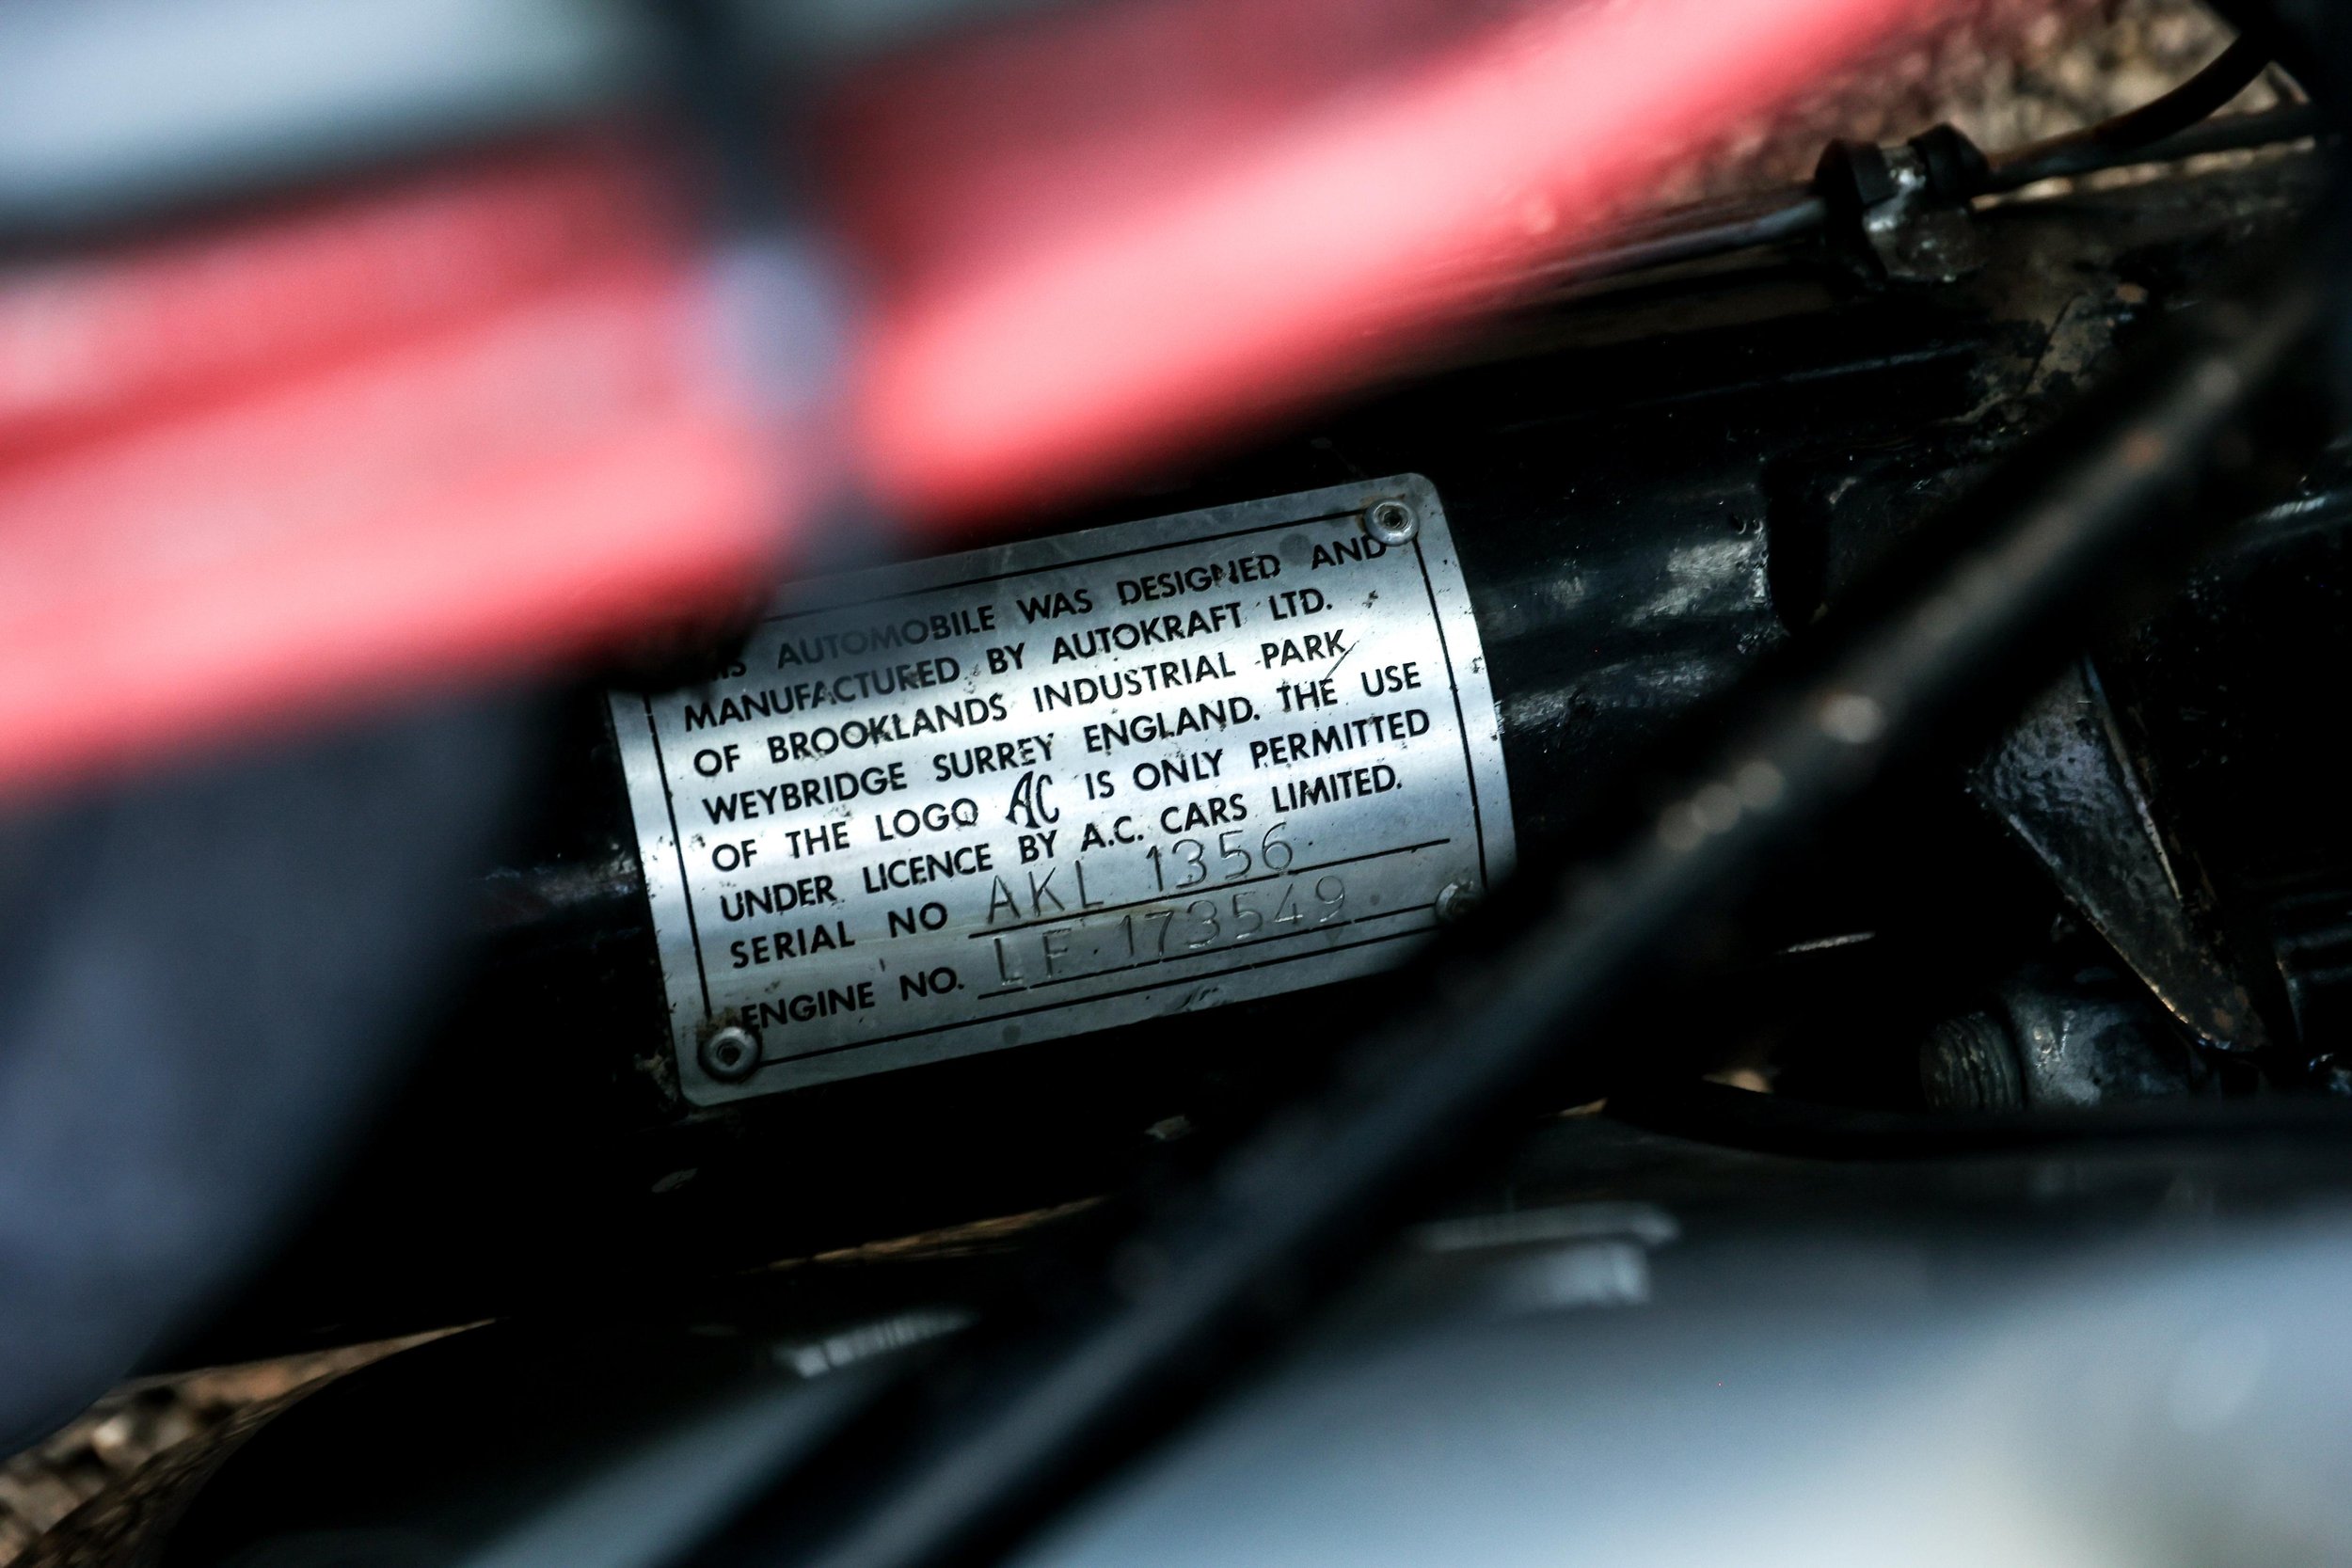 AUTOMOBILE WAS DESIGNED AND
MANUFACTURED BY AUTOKRAFT LTD.
OF BROOKLANDS INDUSTRIAL PARK
WEYBRIDGE SURREY ENGLAND. THE USE
OF THE LOGO AC IS ONLY PERMITTED
UNDER LICENCE BY A.C. CARS LIMITED.
SERIAL NO AKL 1356
ENGINE NO. LF.173549